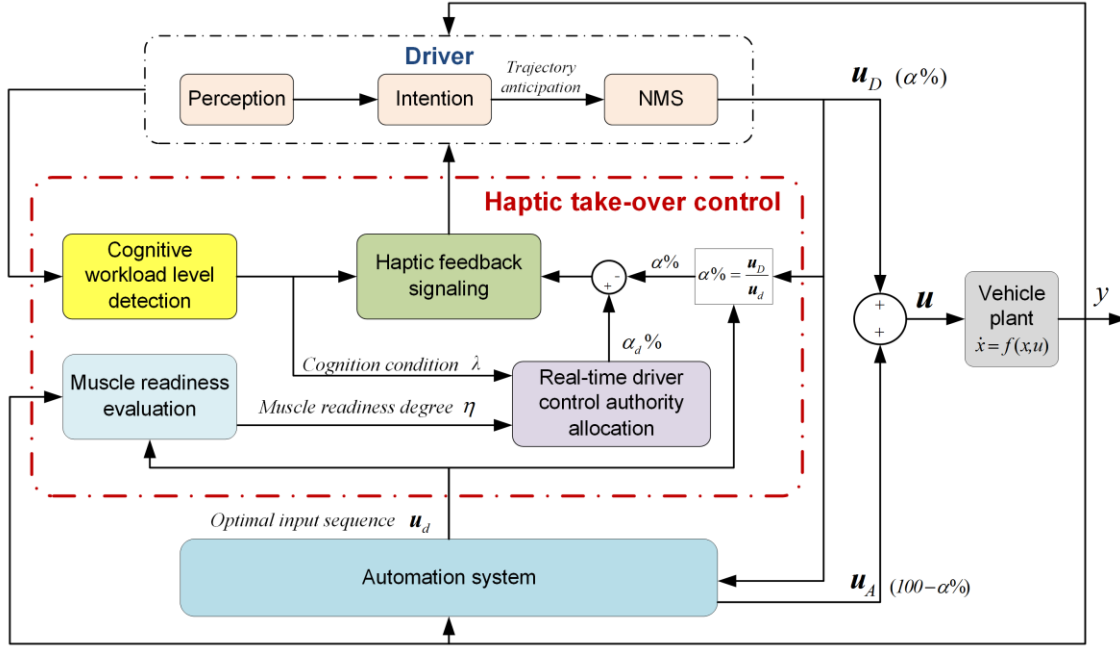 Driver
Perception
Intention
Trajectory
anticipation
NMS
u_D (α%)
Haptic take-over control
Cognitive
workload level
detection
Haptic feedback
signaling
- +
α%
α% = u_D / u_d
α_d%
+
+
u
Vehicle
plant
ẋ = f(x,u)
y
Cognition condition λ
Muscle readiness
evaluation
Muscle readiness degree η
Real-time driver
control authority
allocation
Optimal input sequence u_d
Automation system
u_A (100−α%)